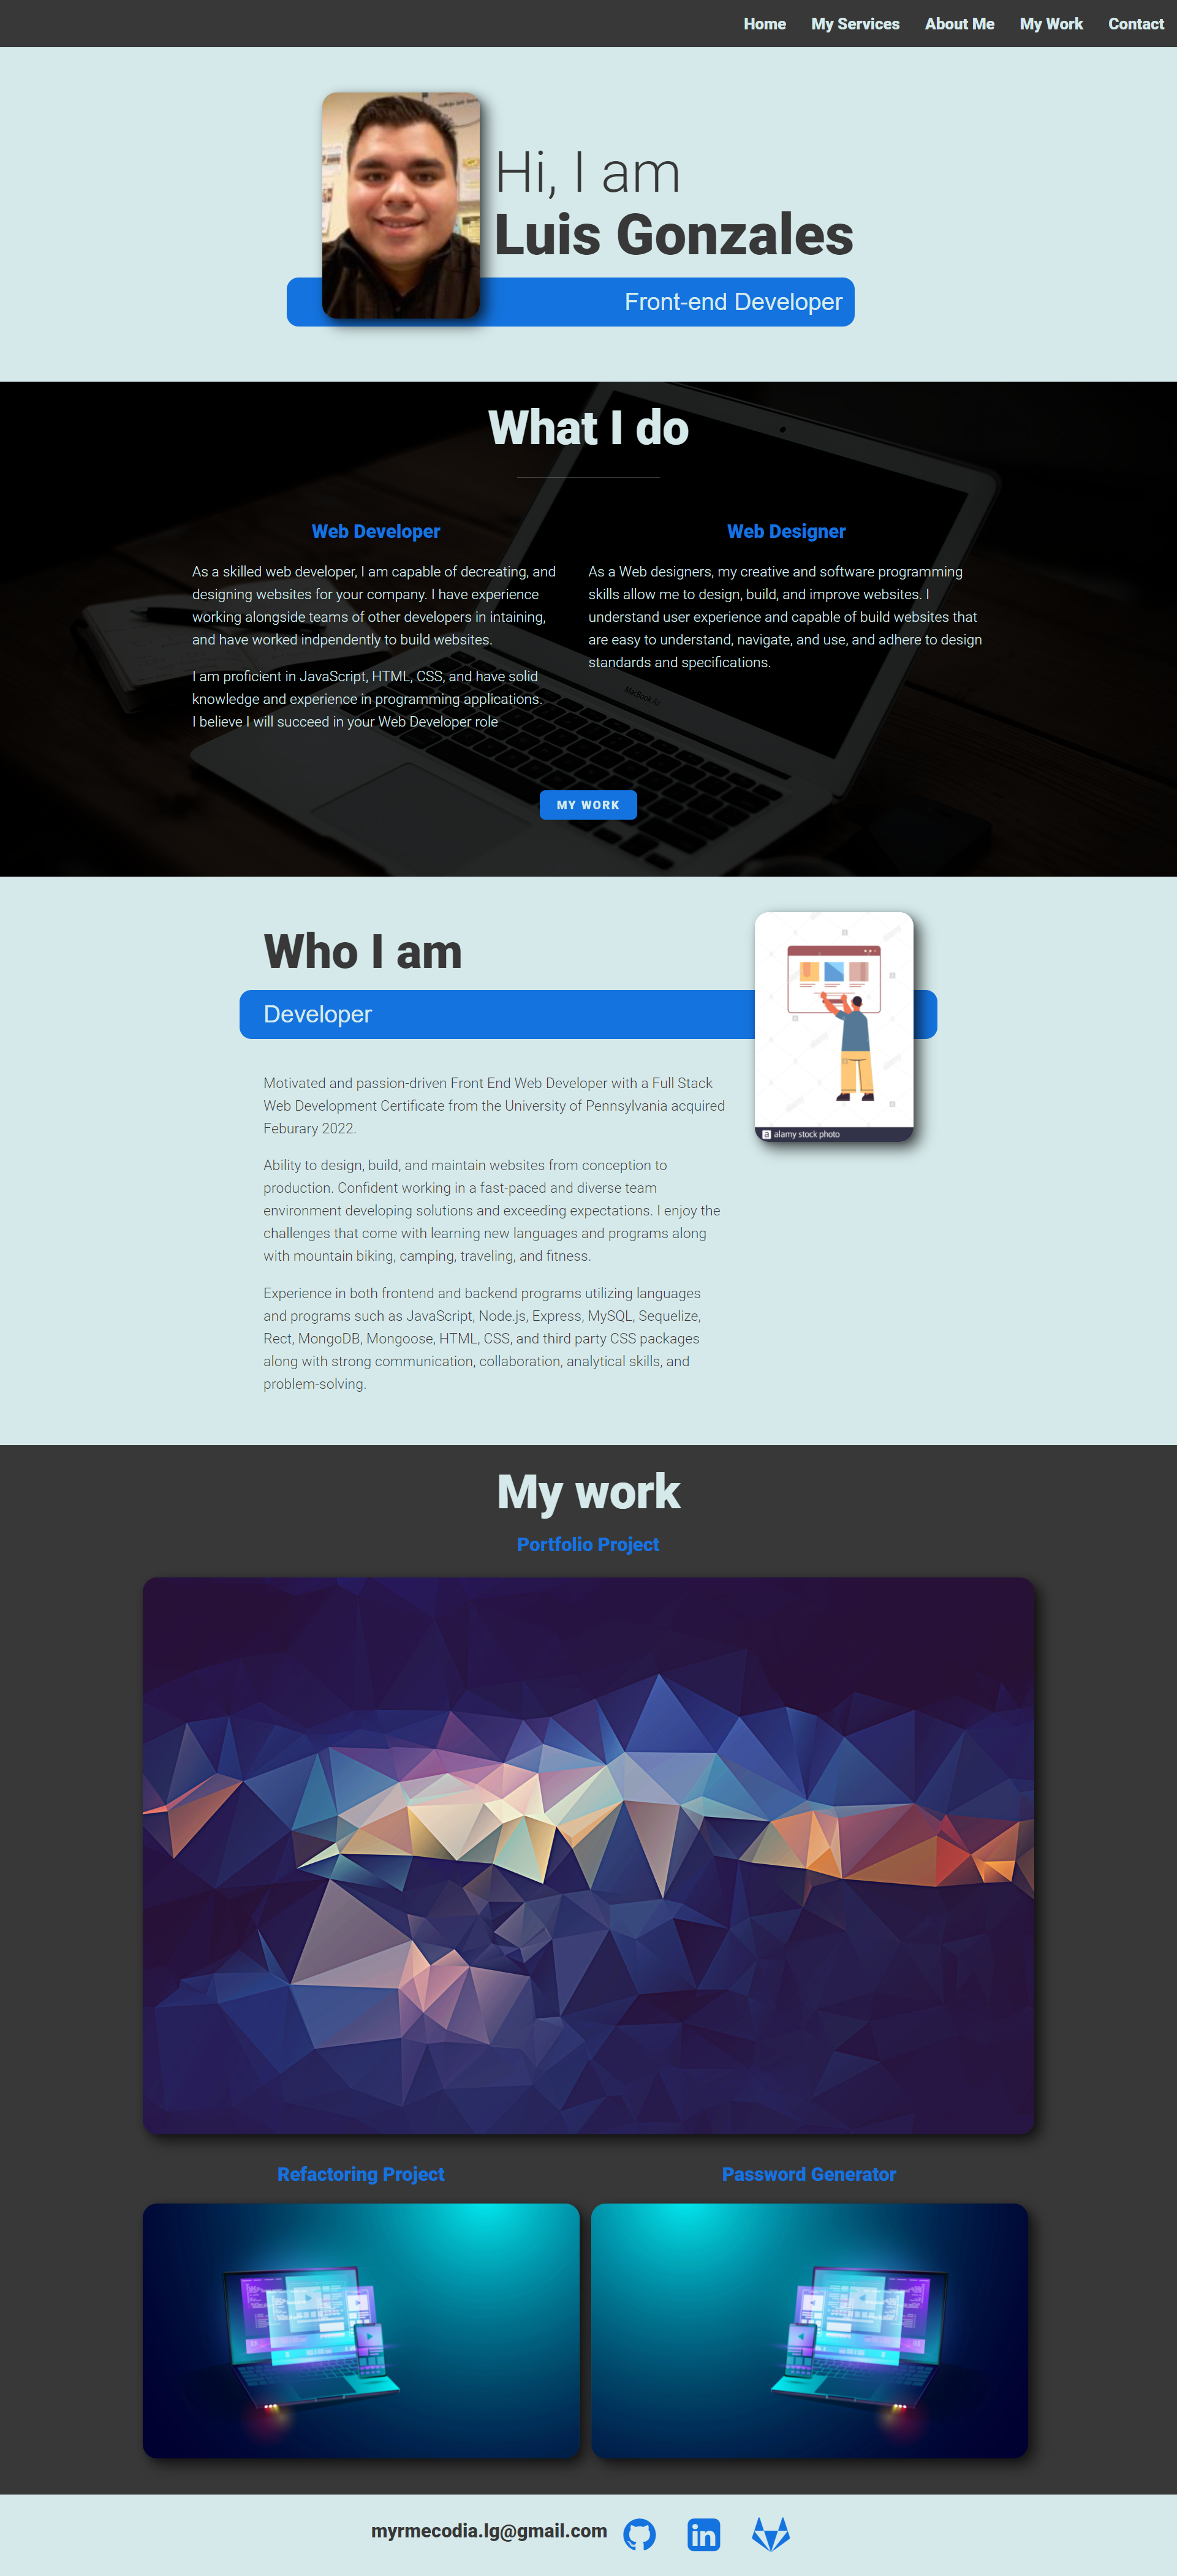 Home My Services About Me My Work Contact
Hi, I am
Luis Gonzales
Front-end Developer
What I do
Web Developer
As a skilled web developer, I am capable of decreating, and
designing websites for your company. I have experience
working alongside teams of other developers in intaining,
and have worked indpendently to build websites.
I am proficient in JavaScript, HTML, CSS, and have solid
knowledge and experience in programming applications.
I believe I will succeed in your Web Developer role
Web Designer
As a Web designers, my creative and software programming
skills allow me to design, build, and improve websites. I
understand user experience and capable of build websites that
are easy to understand, navigate, and use, and adhere to design
standards and specifications.
MacBook Air
MY WORK
Who I am
Developer
a alamy stock photo
Motivated and passion-driven Front End Web Developer with a Full Stack
Web Development Certificate from the University of Pennsylvania acquired
Feburary 2022.
Ability to design, build, and maintain websites from conception to
production. Confident working in a fast-paced and diverse team
environment developing solutions and exceeding expectations. I enjoy the
challenges that come with learning new languages and programs along
with mountain biking, camping, traveling, and fitness.
Experience in both frontend and backend programs utilizing languages
and programs such as JavaScript, Node.js, Express, MySQL, Sequelize,
Rect, MongoDB, Mongoose, HTML, CSS, and third party CSS packages
along with strong communication, collaboration, analytical skills, and
problem-solving.
My work
Portfolio Project
Refactoring Project
Password Generator
myrmecodia.lg@gmail.com
in